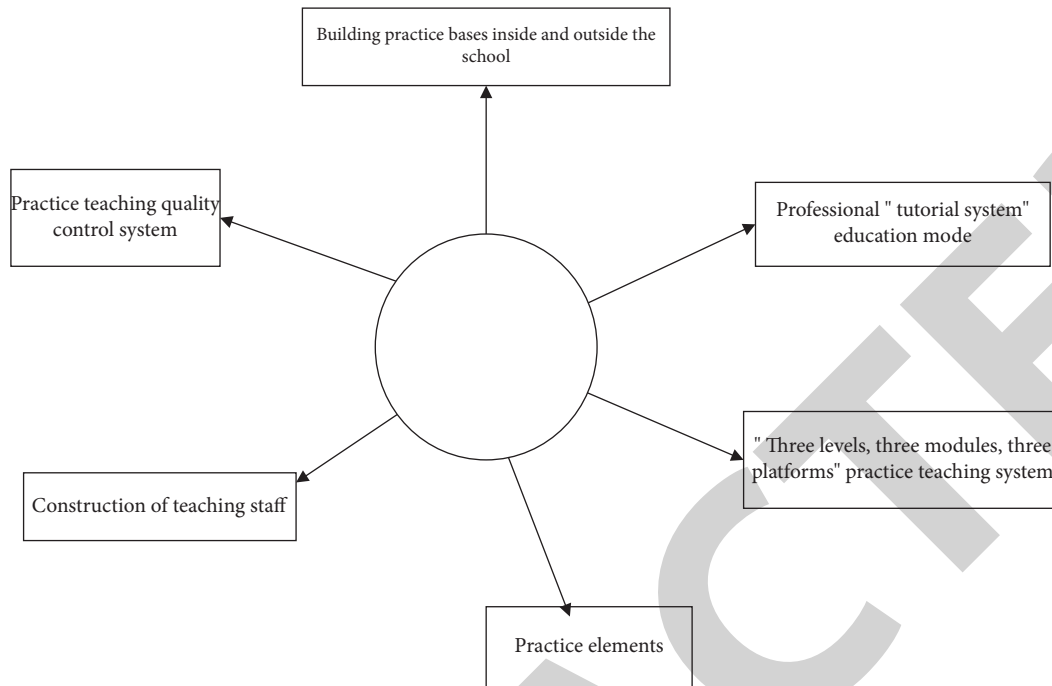 Building practice bases inside and outside the
school
Practice teaching quality
control system
Professional " tutorial system"
education mode
" Three levels, three modules, three
platforms" practice teaching system
Construction of teaching staff
Practice elements